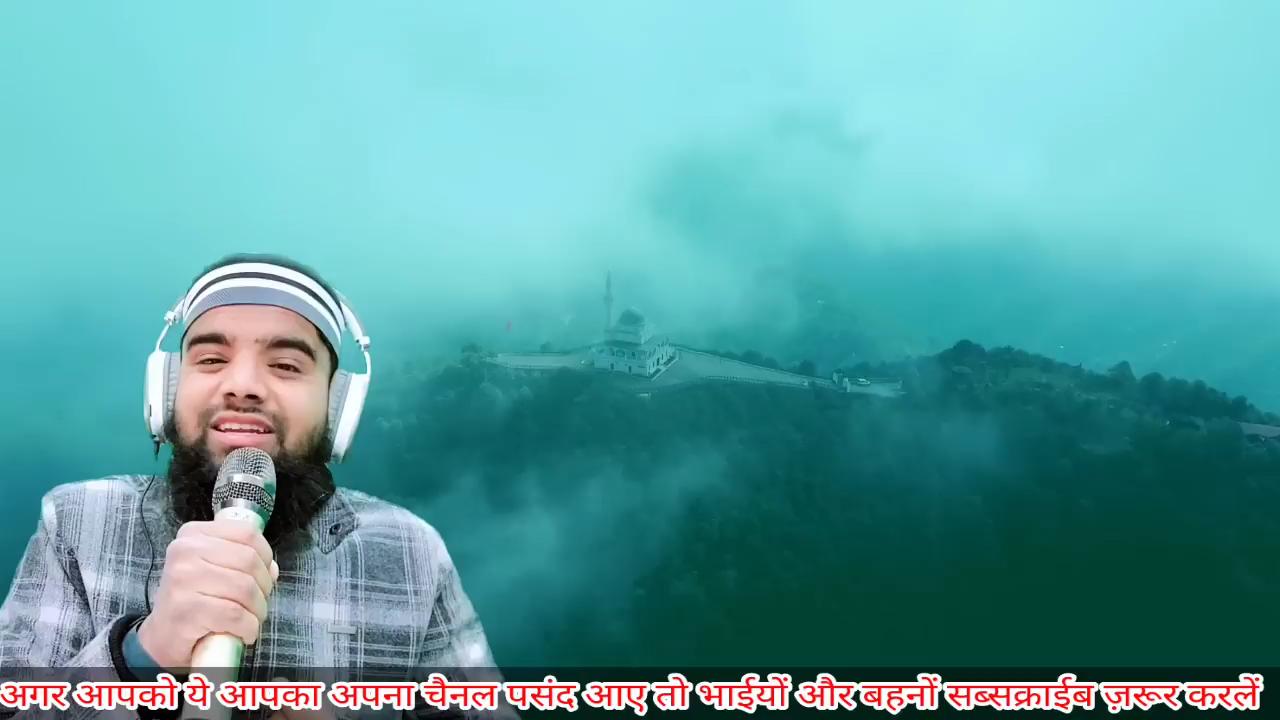 अगर आपको ये आपका अपना चैनल पसंद आए तो भाईयों और बहनों सब्सक्राईब ज़रूर करलें